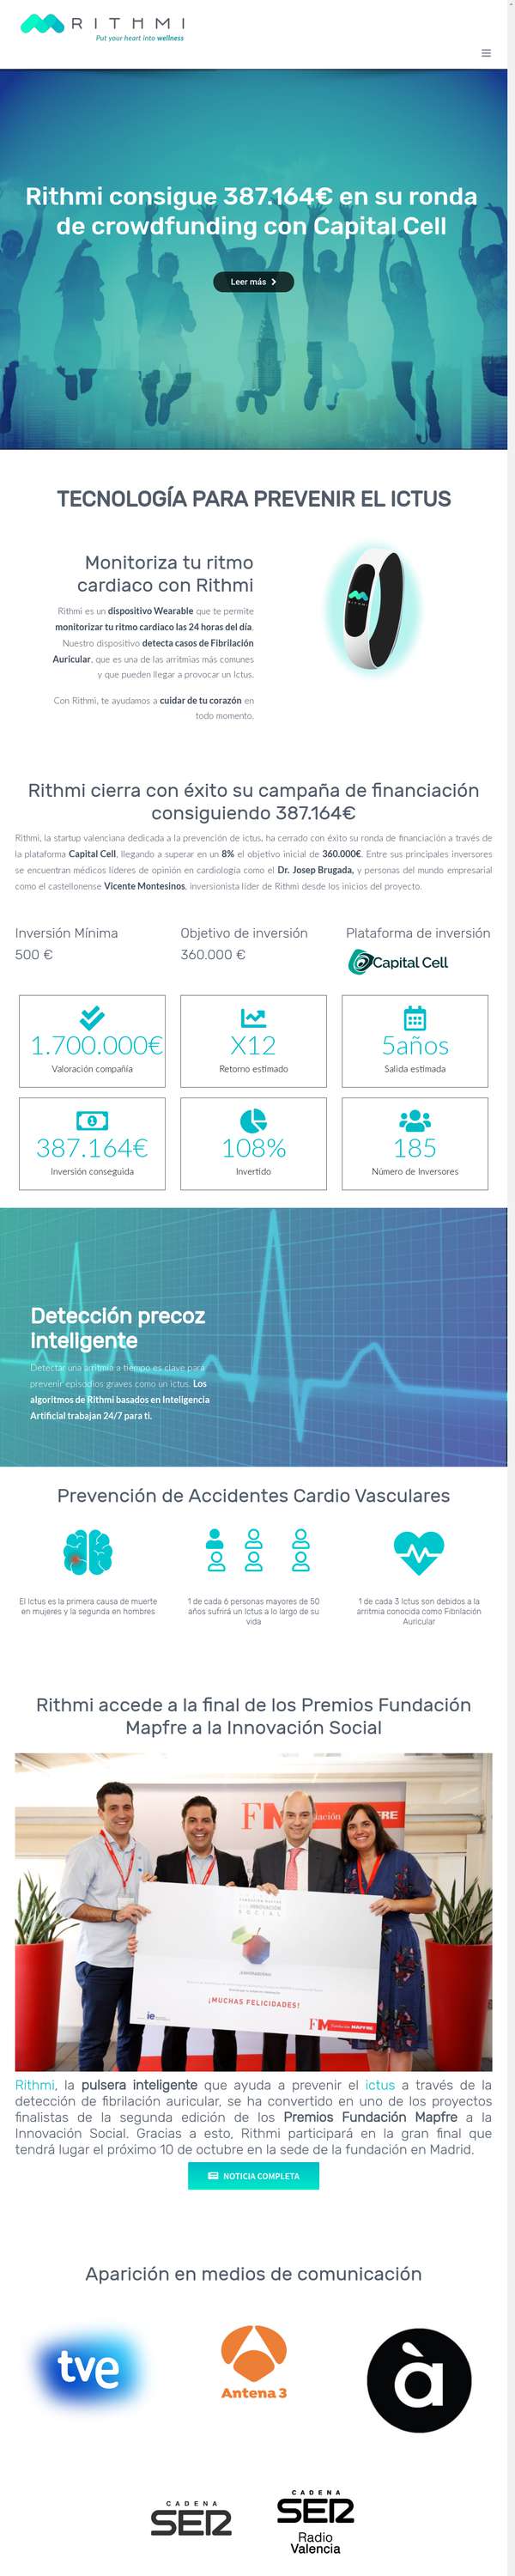 RITHMI
Put your heart into wellness
Rithmi consigue 387.164€ en su ronda
de crowdfunding con Capital Cell
Leer más
TECNOLOGÍA PARA PREVENIR EL ICTUS
Monitoriza tu ritmo
cardiaco con Rithmi
Rithmi es un dispositivo Wearable que te permite
monitorizar tu ritmo cardiaco las 24 horas del día.
Nuestro dispositivo detecta casos de Fibrilación
Auricular, que es una de las arritmias más comunes
y que pueden llegar a provocar un Ictus.
Con Rithmi, te ayudamos a cuidar de tu corazón en
todo momento.
RITHMI
Rithmi cierra con éxito su campaña de financiación
consiguiendo 387.164€
Rithmi, la startup valenciana dedicada a la prevención de ictus, ha cerrado con éxito su ronda de financiación a través de
la plataforma Capital Cell, llegando a superar en un 8% el objetivo inicial de 360.000€. Entre sus principales inversores
se encuentran médicos líderes de opinión en cardiología como el Dr. Josep Brugada, y personas del mundo empresarial
como el castellonense Vicente Montesinos, inversionista líder de Rithmi desde los inicios del proyecto.
Inversión Mínima
500 €
Objetivo de inversión
360.000 €
Plataforma de inversión
Capital Cell
1.700.000€
Valoración compañía
X12
Retorno estimado
5años
Salida estimada
387.164€
Inversión conseguida
108%
Invertido
185
Número de Inversores
Detección precoz
Inteligente
Detectar una arritmia a tiempo es clave para
prevenir episodios graves como un ictus. Los
algoritmos de Rithmi basados en Inteligencia
Artificial trabajan 24/7 para ti.
Prevención de Accidentes Cardio Vasculares
El Ictus es la primera causa de muerte
en mujeres y la segunda en hombres
1 de cada 6 personas mayores de 50
años sufrirá un Ictus a lo largo de su
vida
1 de cada 3 Ictus son debidos a la
arritmia conocida como Fibrilación
Auricular
Rithmi accede a la final de los Premios Fundación
Mapfre a la Innovación Social
FM
FUNDACIÓN MAPFRE
INNOVACIÓN
SOCIAL
¡MUCHAS FELICIDADES!
ie
FM Fundación MAPFRE
Rithmi, la pulsera inteligente que ayuda a prevenir el ictus a través de la
detección de fibrilación auricular, se ha convertido en uno de los proyectos
finalistas de la segunda edición de los Premios Fundación Mapfre a la
Innovación Social. Gracias a esto, Rithmi participará en la gran final que
tendrá lugar el próximo 10 de octubre en la sede de la fundación en Madrid.
NOTICIA COMPLETA
Aparición en medios de comunicación
tve
Antena 3
à
CADENA
SER
CADENA
SER
Radio
Valencia